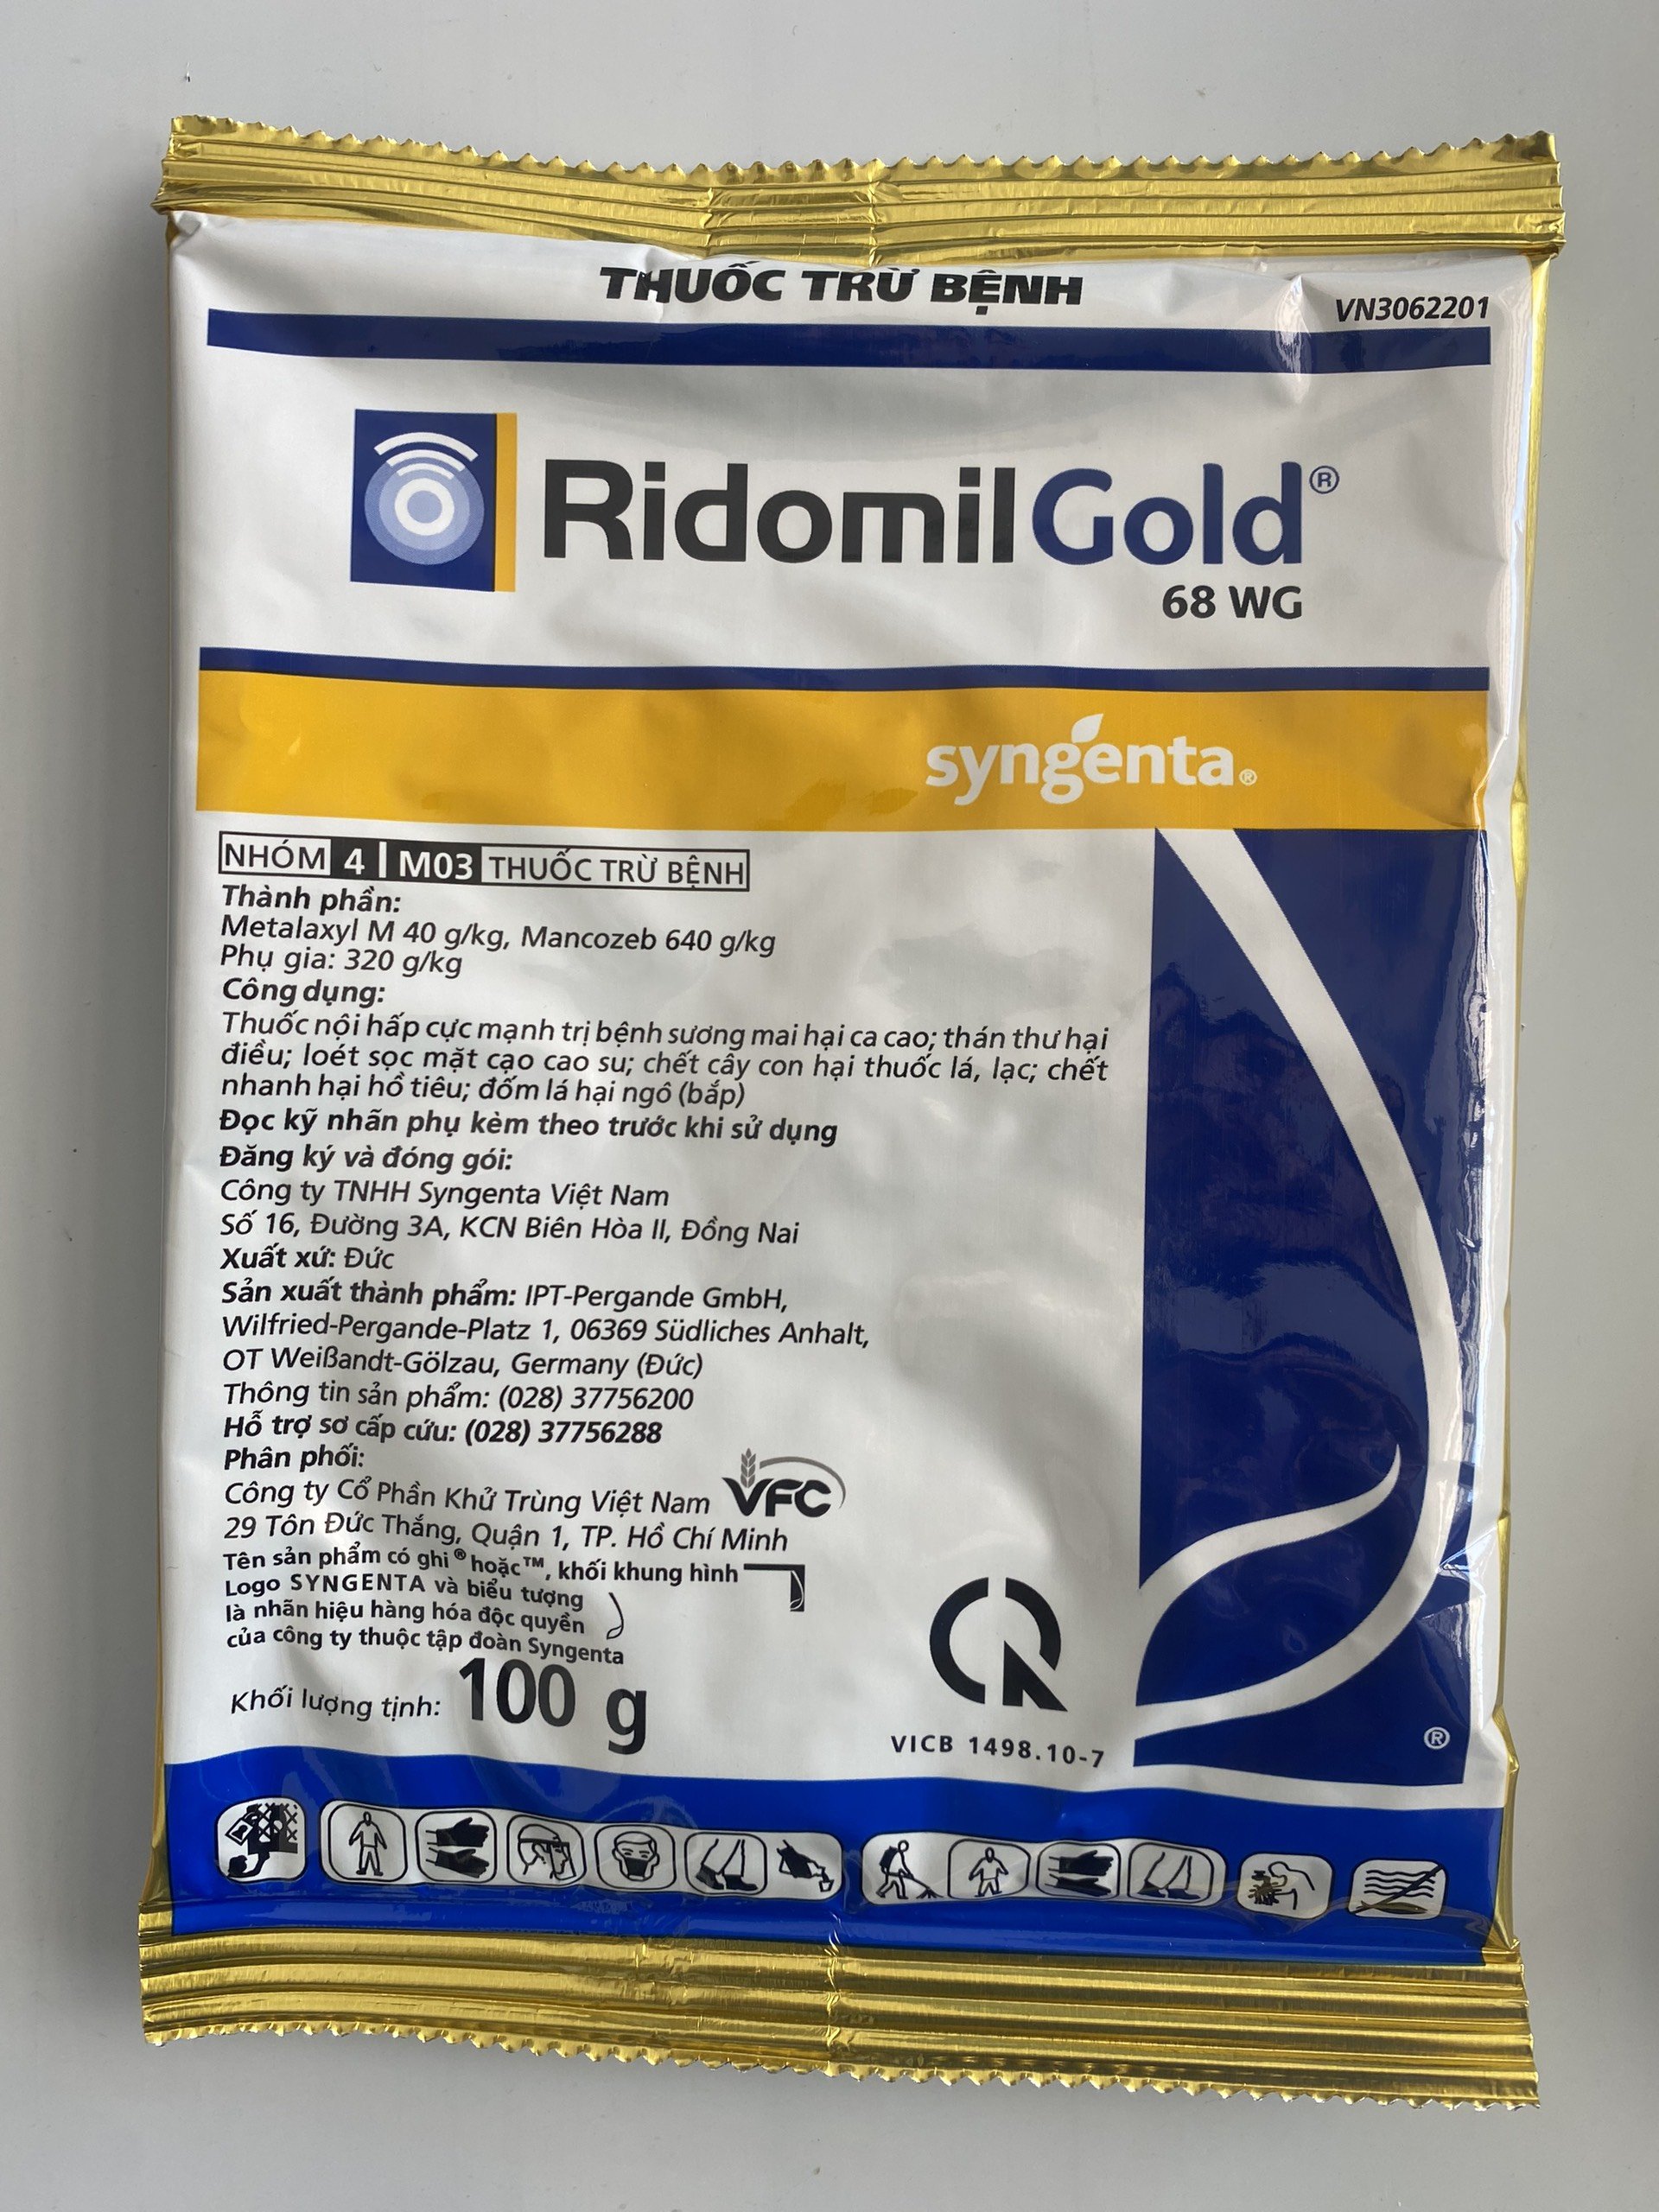 THUỐC TRỪ BỆNH
VN3062201
RidomilGold®
68 WG
syngenta®
NHÓM 4 | M03 THUỐC TRỪ BỆNH
Thành phần:
Metalaxyl M 40 g/kg, Mancozeb 640 g/kg
Phụ gia: 320 g/kg
Công dụng:
Thuốc nội hấp cực mạnh trị bệnh sương mai hại ca cao; thán thư hại
điều; loét sọc mặt cạo cao su; chết cây con hại thuốc lá, lạc; chết
nhanh hại hồ tiêu; đốm lá hại ngô (bắp)
Đọc kỹ nhãn phụ kèm theo trước khi sử dụng
Đăng ký và đóng gói:
Công ty TNHH Syngenta Việt Nam
Số 16, Đường 3A, KCN Biên Hòa II, Đồng Nai
Xuất xứ: Đức
Sản xuất thành phẩm: IPT-Pergande GmbH,
Wilfried-Pergande-Platz 1, 06369 Südliches Anhalt,
OT Weißandt-Gölzau, Germany (Đức)
Thông tin sản phẩm: (028) 37756200
Hỗ trợ sơ cấp cứu: (028) 37756288
Phân phối:
Công ty Cổ Phần Khử Trùng Việt Nam VFC
29 Tôn Đức Thắng, Quận 1, TP. Hồ Chí Minh
Tên sản phẩm có ghi ® hoặc ™, khối khung hình
Logo SYNGENTA và biểu tượng
là nhãn hiệu hàng hóa độc quyền
của công ty thuộc tập đoàn Syngenta
Khối lượng tịnh: 100 g
VICB 1498.10-7
®